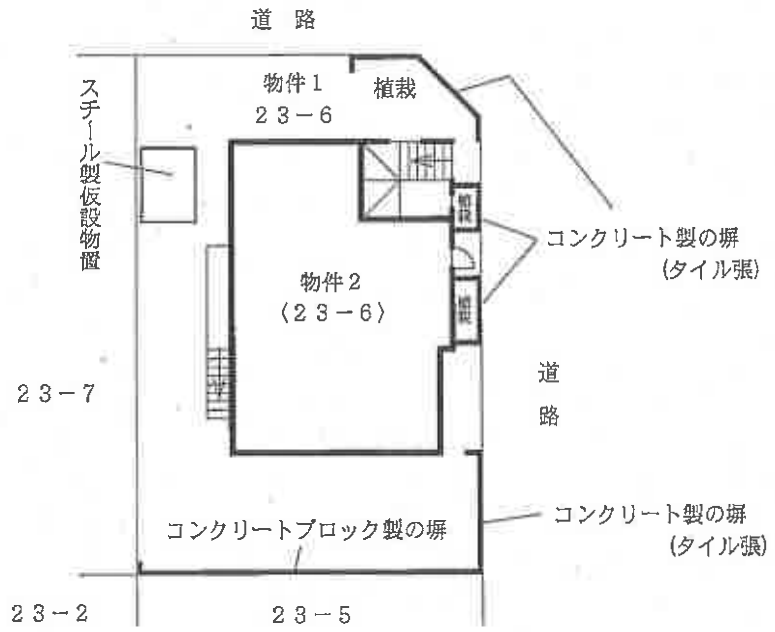 道 路
物件1
23-6
植栽
スチール製仮設物置
植栽
コンクリート製の塀
(タイル張)
物件2
〈23-6〉
植栽
道
路
23-7
コンクリート製の塀
(タイル張)
コンクリートブロック製の塀
23-2
23-5